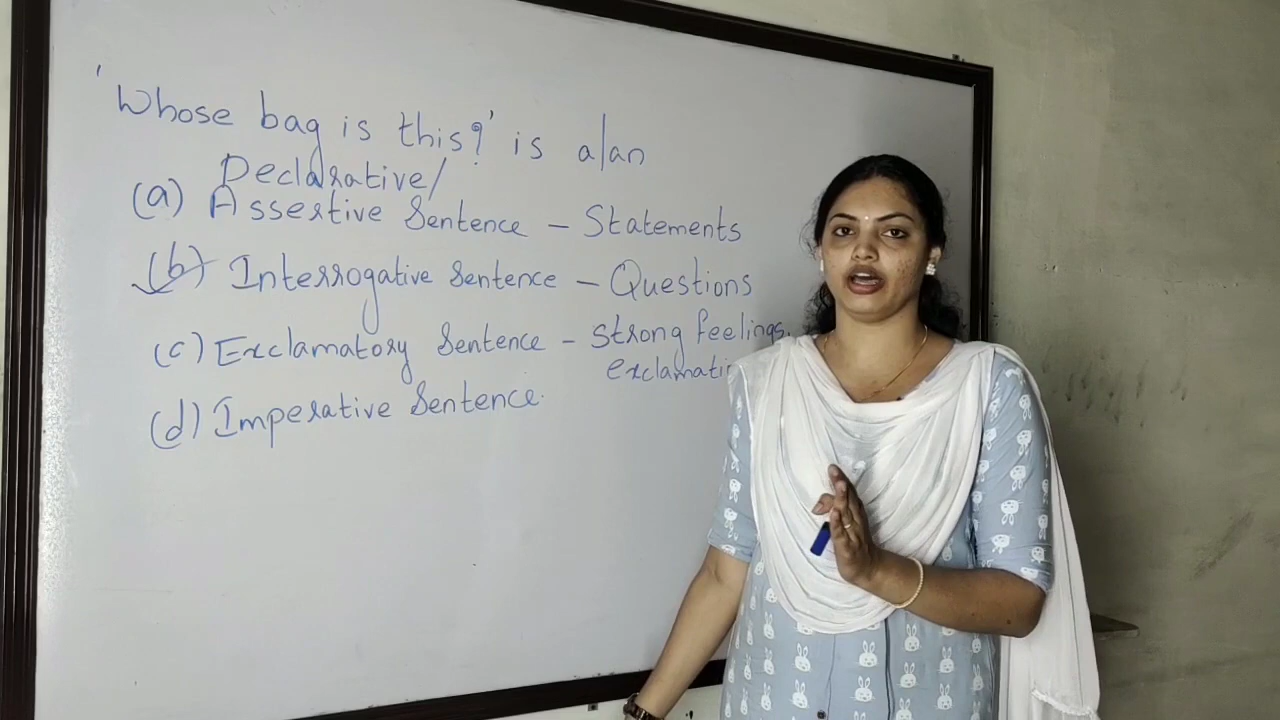 'Whose bag is this?' is a/an
Declarative/
(a) Assertive Sentence – Statements
(b) Interrogative Sentence – Questions
(c) Exclamatory Sentence – Strong feelings.
(d) Imperative Sentence.